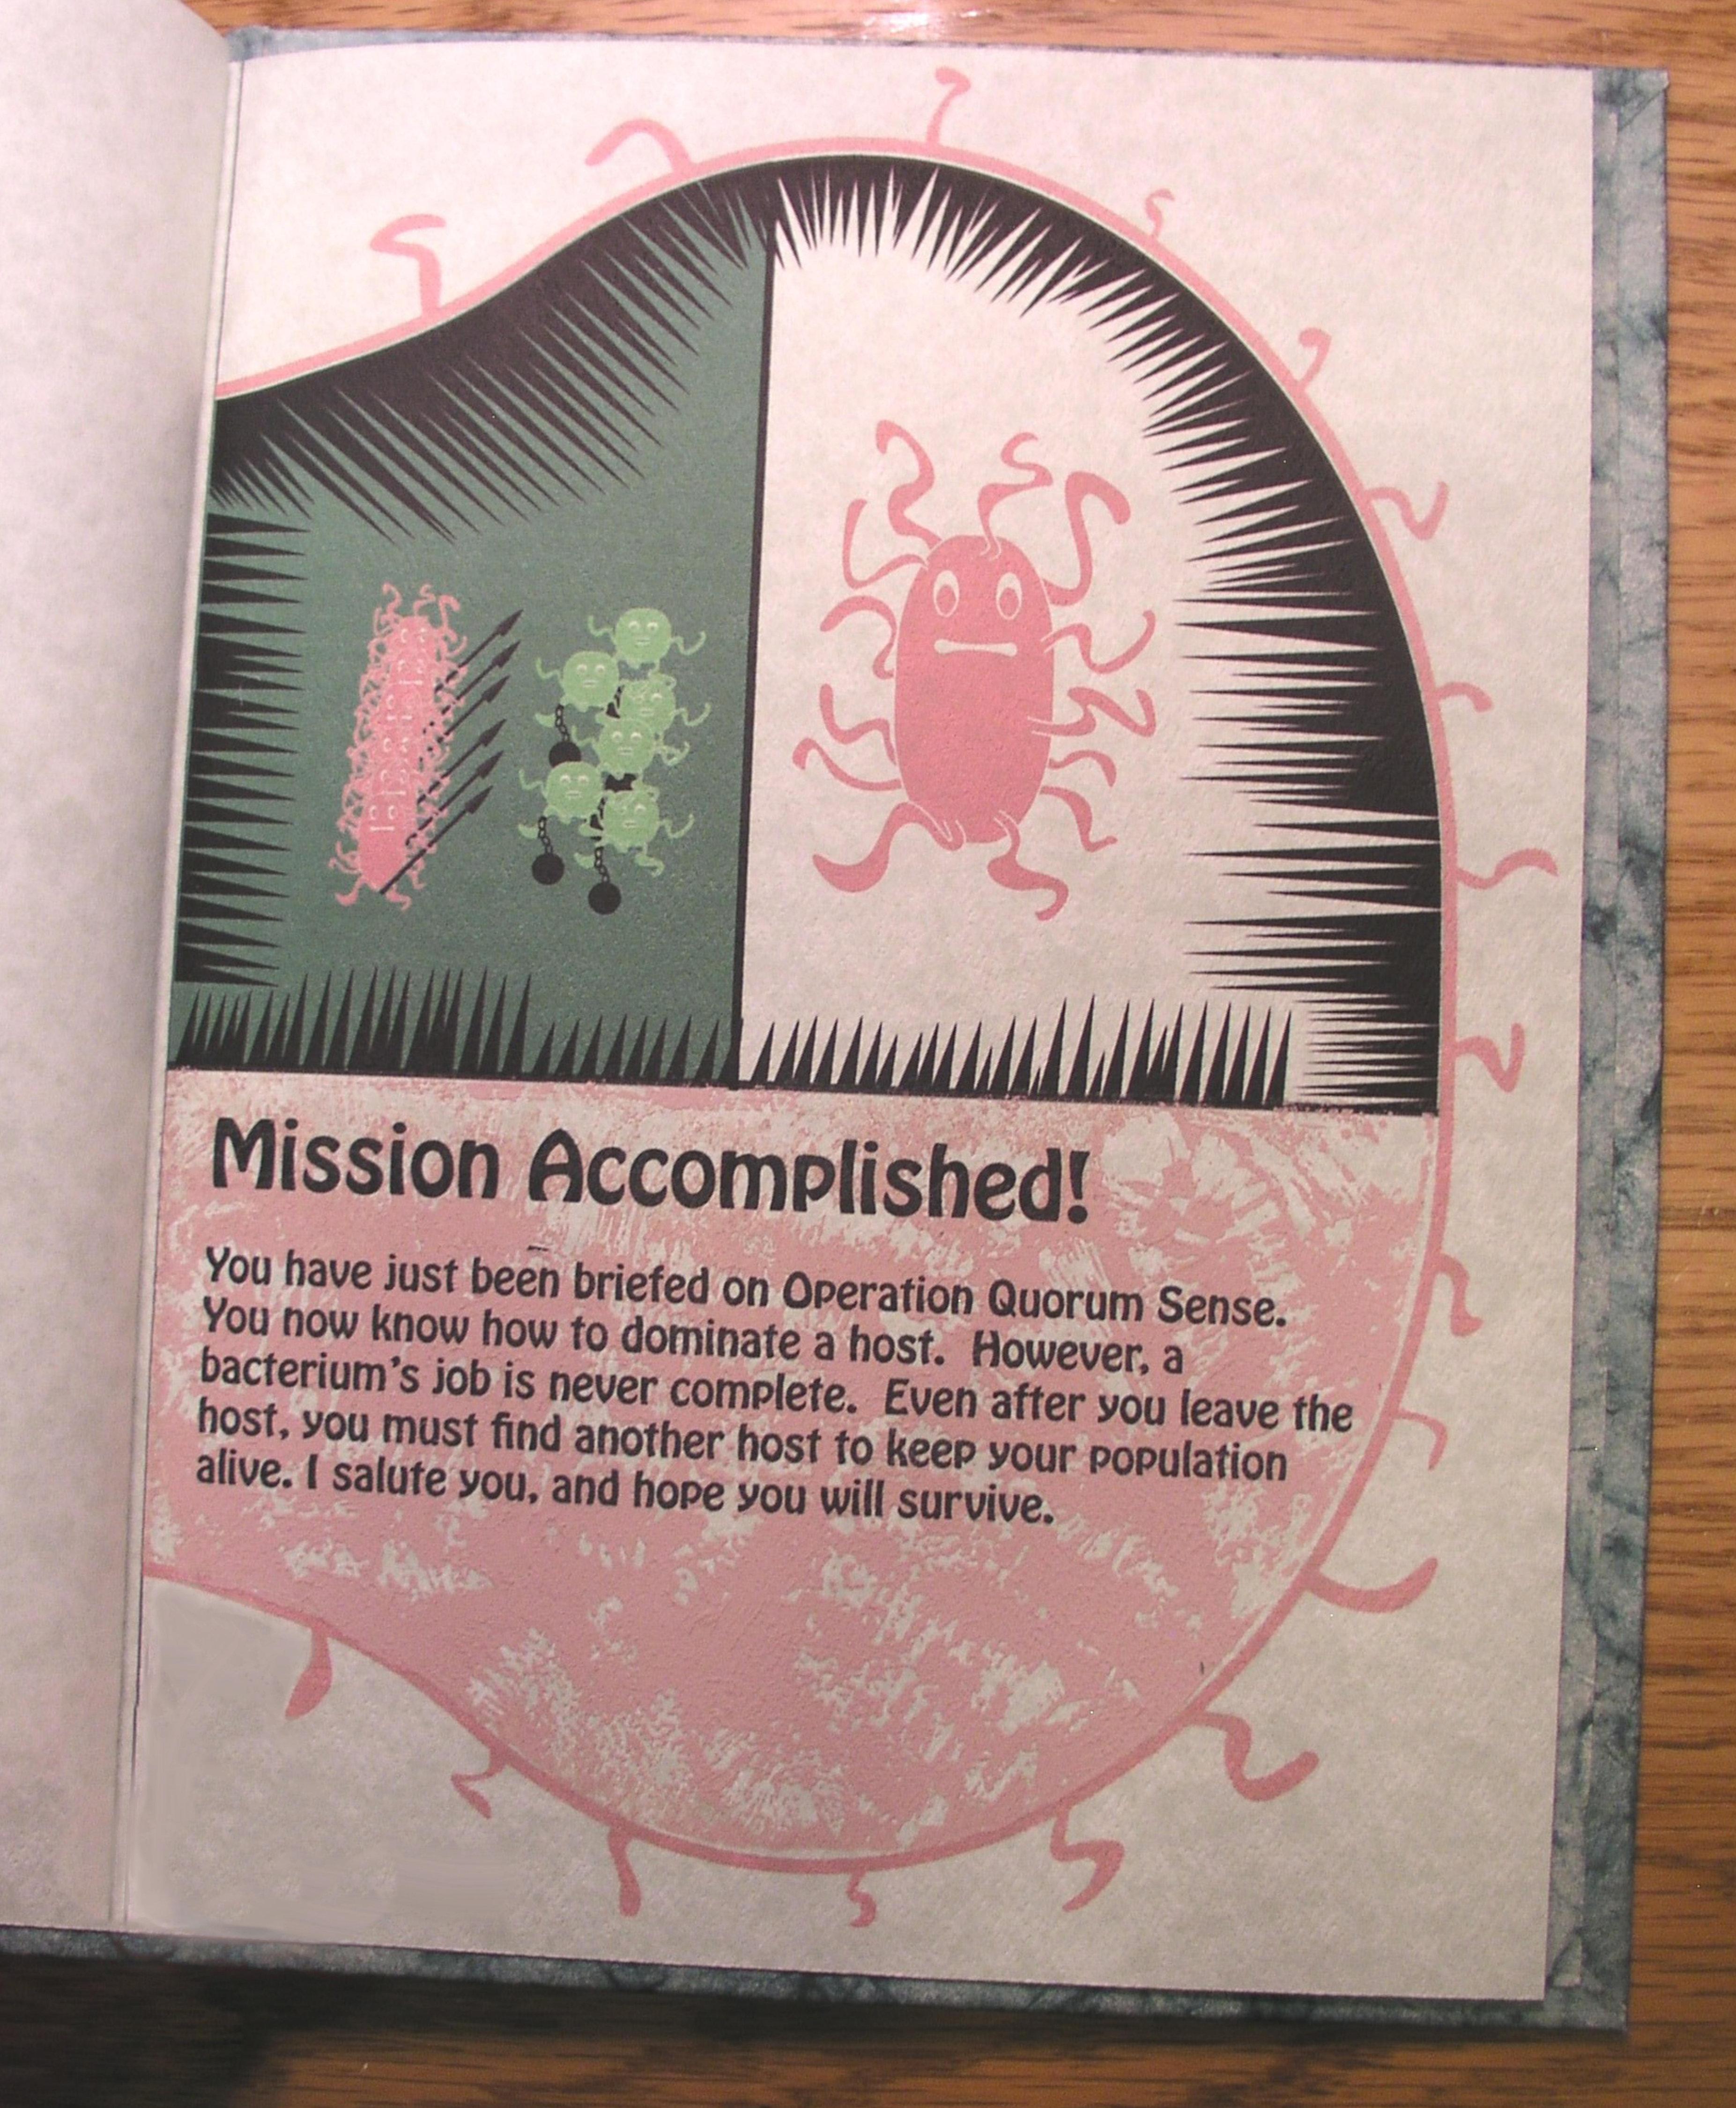 Mission Accomplished!
You have just been briefed on Operation Quorum Sense.
You now know how to dominate a host.  However, a
bacterium's job is never complete.  Even after you leave the
host, you must find another host to keep your population
alive. I salute you, and hope you will survive.